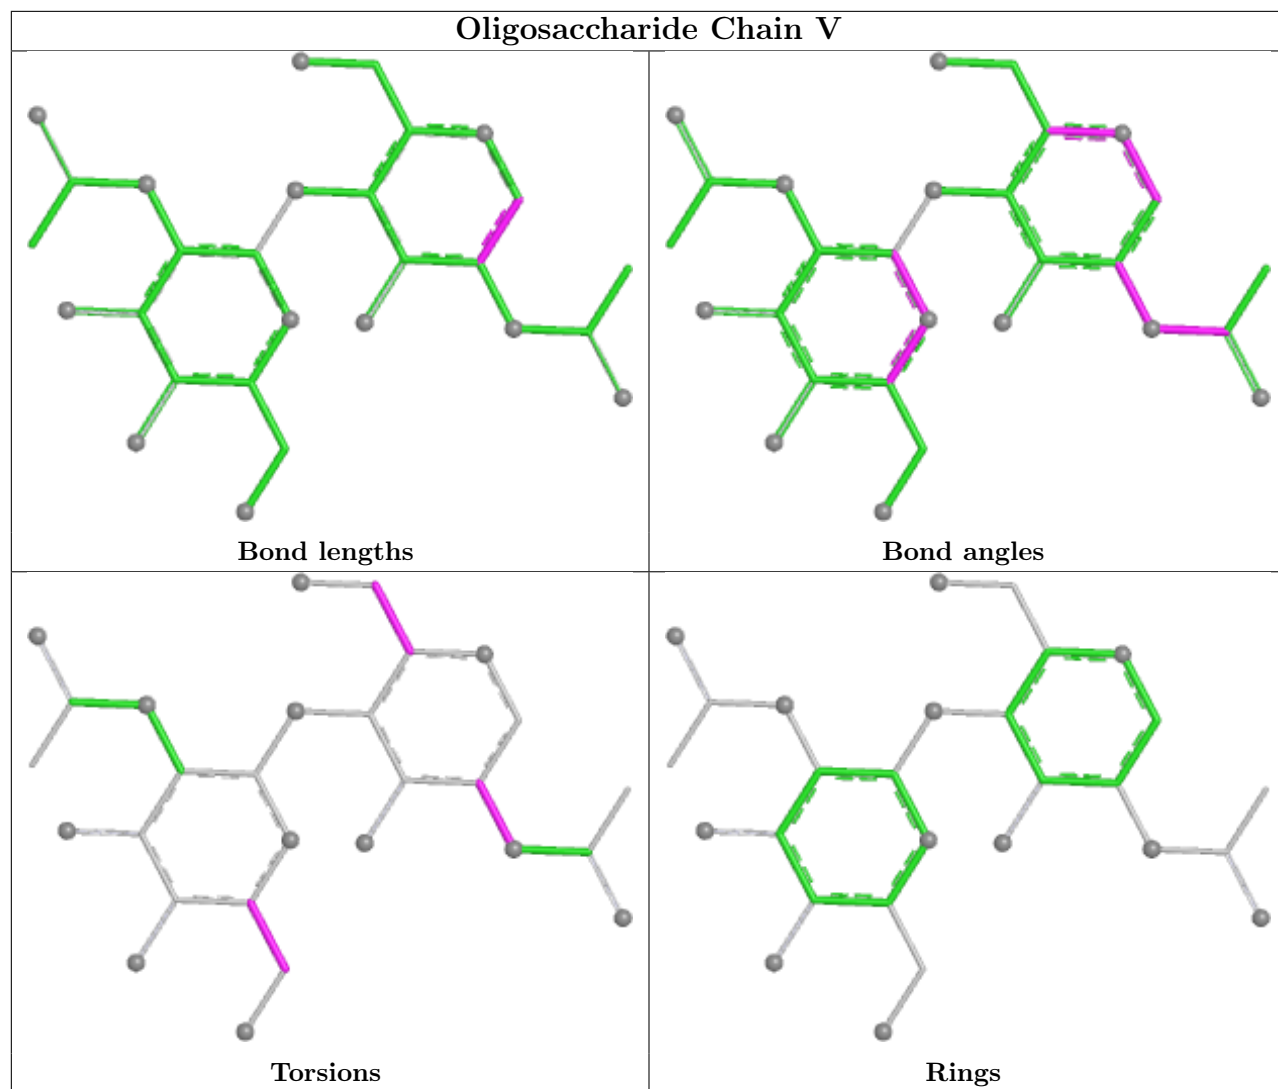 Oligosaccharide Chain V
Bond lengths
Bond angles
Torsions
Rings